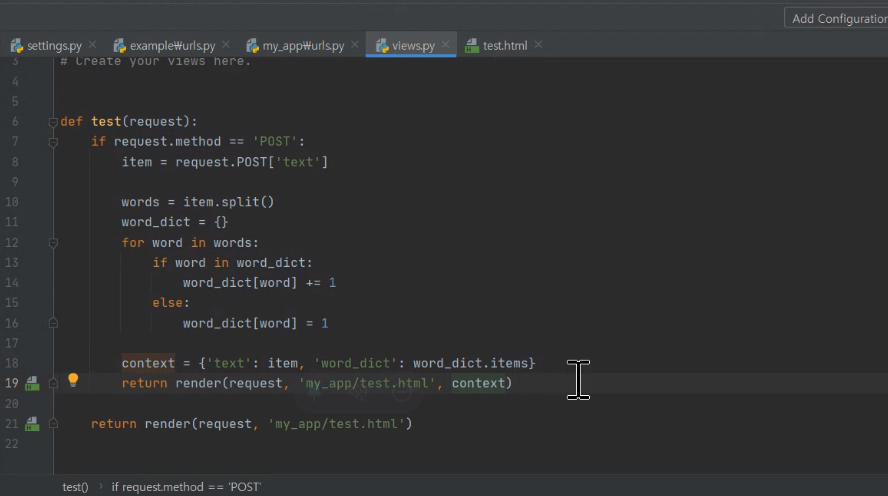 Add Configuration
settings.py × example₩urls.py × my_app₩urls.py × views.py × test.html ×
3 # Create your views here.
4
5
6 def test(request):
7 if request.method == 'POST':
8 item = request.POST['text']
9
10 words = item.split()
11 word_dict = {}
12 for word in words:
13 if word in word_dict:
14 word_dict[word] += 1
15 else:
16 word_dict[word] = 1
17
18 context = {'text': item, 'word_dict': word_dict.items}
19 return render(request, 'my_app/test.html', context)
20
21 return render(request, 'my_app/test.html')
22
test() › if request.method == 'POST'